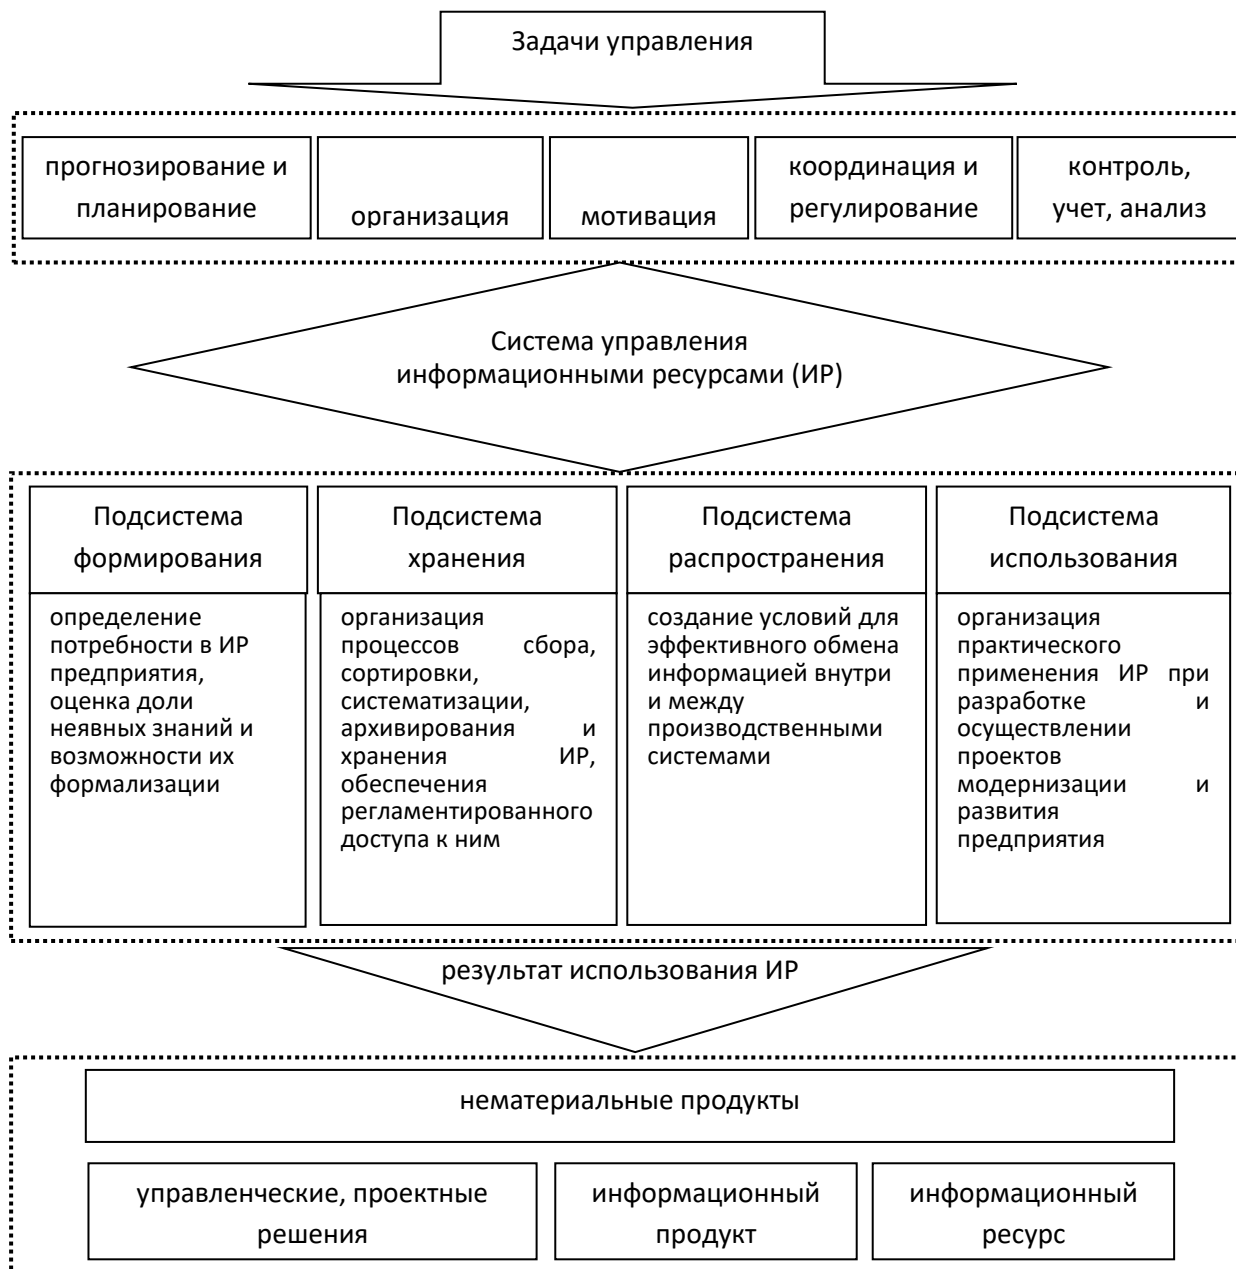 Задачи управления
прогнозирование и
планирование
организация
мотивация
координация и
регулирование
контроль,
учет, анализ
Система управления
информационными ресурсами (ИР)
Подсистема
формирования
определение
потребности в ИР
предприятия,
оценка доли
неявных знаний и
возможности их
формализации
Подсистема
хранения
организация
процессов сбора,
сортировки,
систематизации,
архивирования и
хранения ИР,
обеспечения
регламентированного
доступа к ним
Подсистема
распространения
создание условий для
эффективного обмена
информацией внутри
и между
производственными
системами
Подсистема
использования
организация
практического
применения ИР при
разработке и
осуществлении
проектов
модернизации и
развития
предприятия
результат использования ИР
нематериальные продукты
управленческие, проектные
решения
информационный
продукт
информационный
ресурс